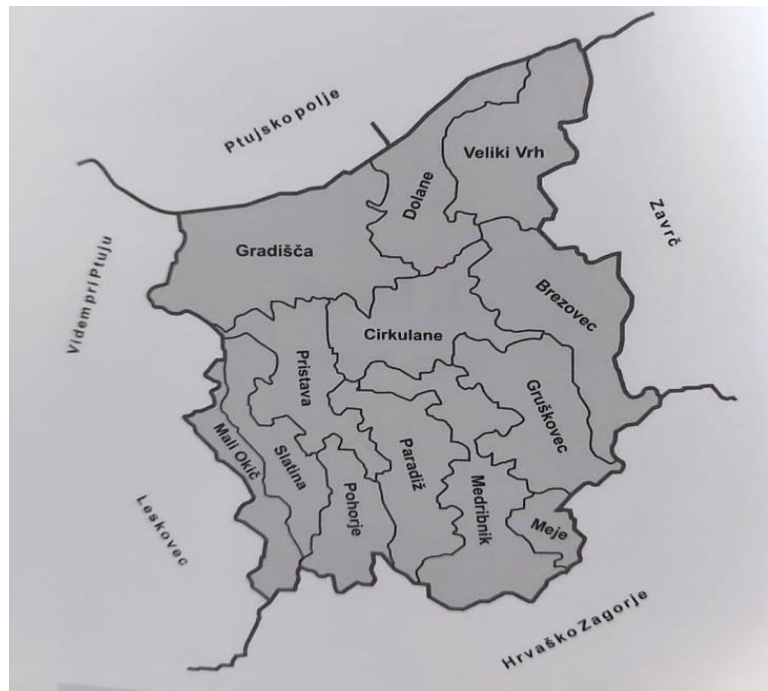 Ptujsko polje
Veliki Vrh
Dolane
Zavrč
Gradišča
Videm pri Ptuju
Brezovec
Cirkulane
Pristava
Gruškovec
Mali Okič
Slatina
Paradiž
Pohorje
Medribnik
Meje
Leskovec
Hrvaško Zagorje